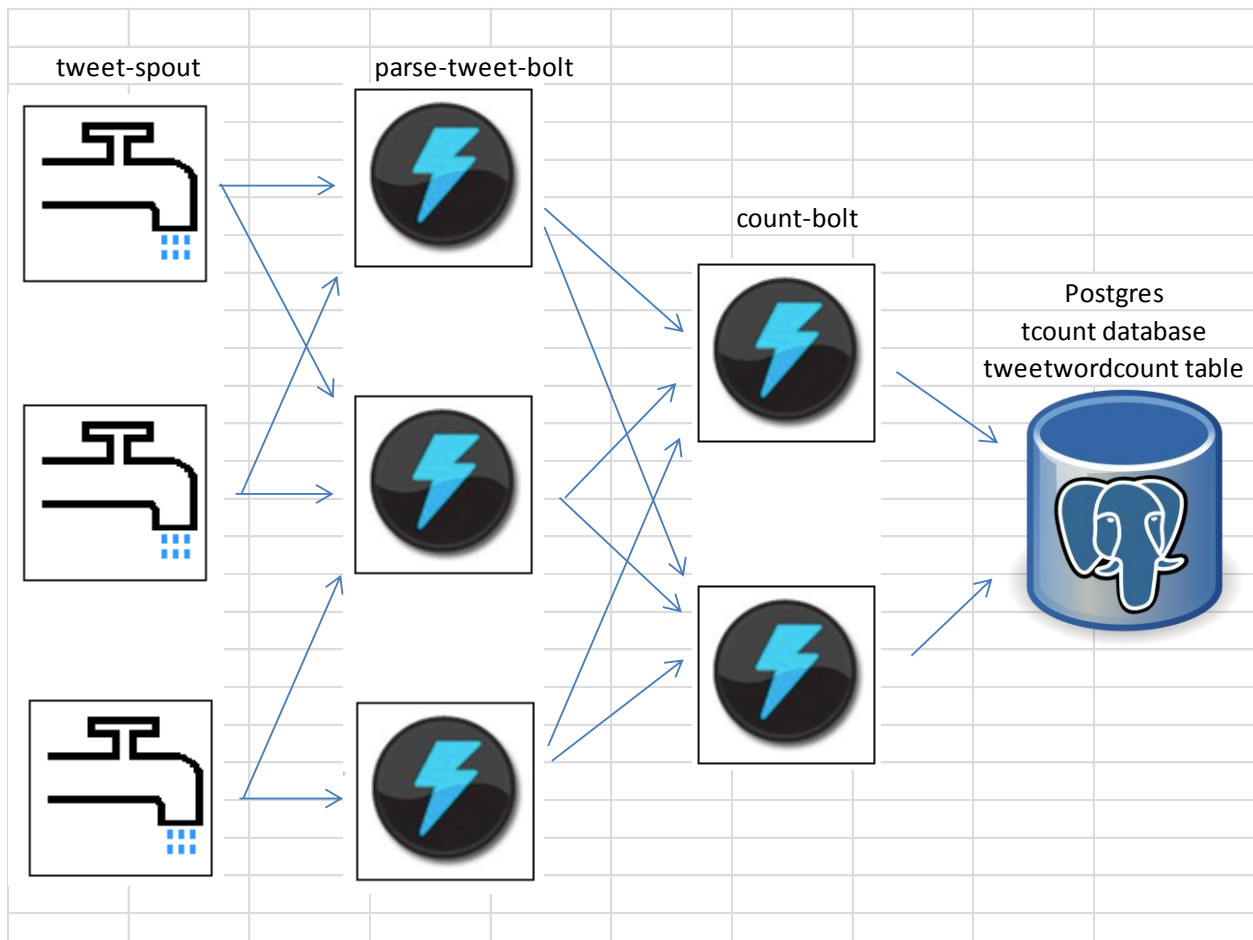 tweet-spout
parse-tweet-bolt
count-bolt
Postgres
tcount database
tweetwordcount table